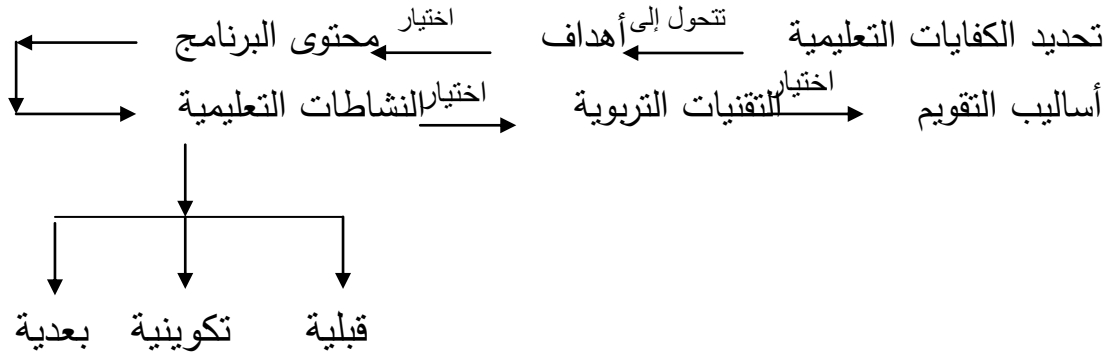 تحديد الكفايات التعليمية تتحول إلى أهداف اختيار محتوى البرنامج
أساليب التقويم اختيار التقنيات التربوية اختيار النشاطات التعليمية
قبلية تكوينية بعدية